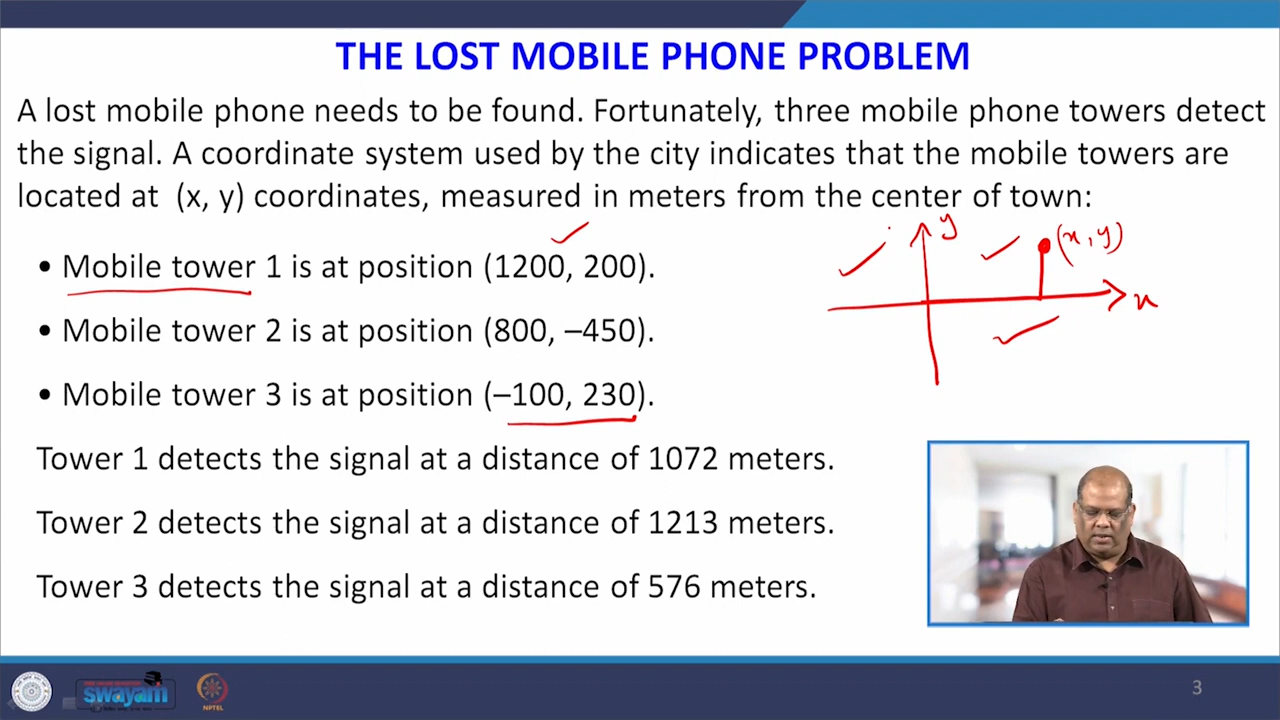 THE LOST MOBILE PHONE PROBLEM
A lost mobile phone needs to be found. Fortunately, three mobile phone towers detect
the signal. A coordinate system used by the city indicates that the mobile towers are
located at (x, y) coordinates, measured in meters from the center of town:
• Mobile tower 1 is at position (1200, 200).
y
(x, y)
x
• Mobile tower 2 is at position (800, –450).
• Mobile tower 3 is at position (–100, 230).
Tower 1 detects the signal at a distance of 1072 meters.
Tower 2 detects the signal at a distance of 1213 meters.
Tower 3 detects the signal at a distance of 576 meters.
swayam
NPTEL
3